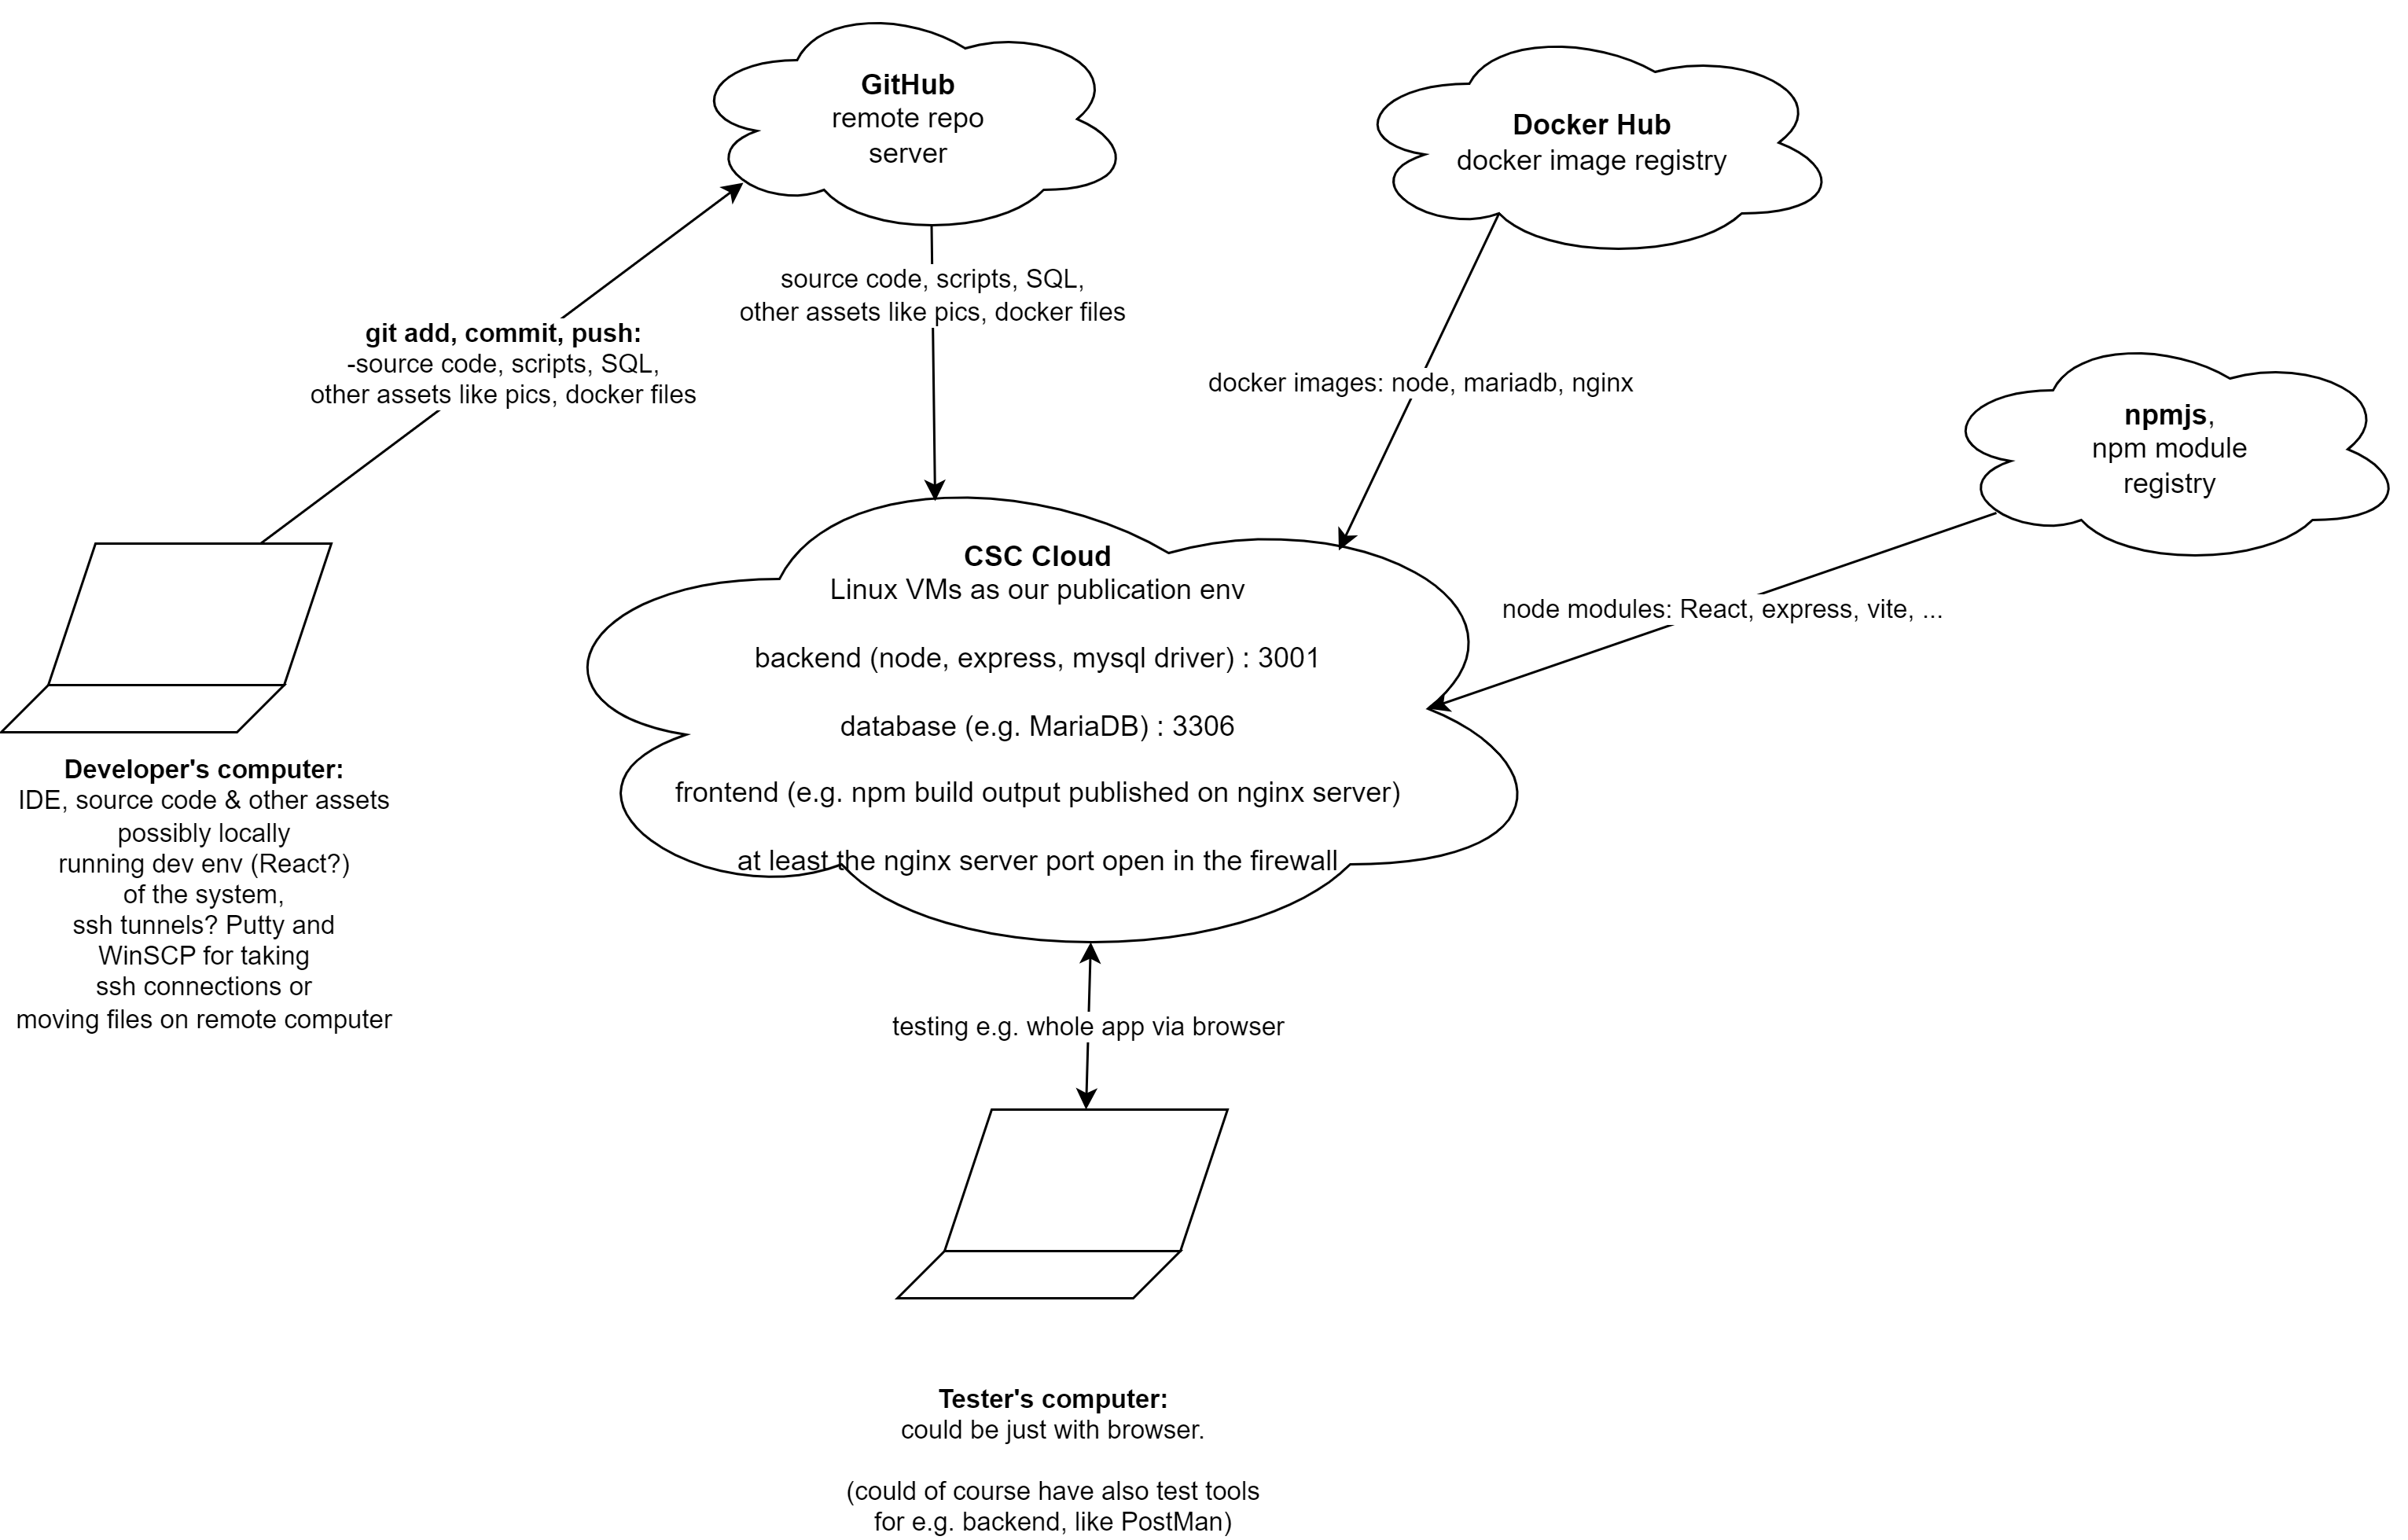 GitHub
remote repo
server
Docker Hub
docker image registry
source code, scripts, SQL,
other assets like pics, docker files
git add, commit, push:
-source code, scripts, SQL,
other assets like pics, docker files
docker images: node, mariadb, nginx
npmjs,
npm module
registry
node modules: React, express, vite, ...
CSC Cloud
Linux VMs as our publication env
backend (node, express, mysql driver) : 3001
database (e.g. MariaDB) : 3306
frontend (e.g. npm build output published on nginx server)
at least the nginx server port open in the firewall
Developer's computer:
IDE, source code & other assets
possibly locally
running dev env (React?)
of the system,
ssh tunnels? Putty and
WinSCP for taking
ssh connections or
moving files on remote computer
testing e.g. whole app via browser
Tester's computer:
could be just with browser.
(could of course have also test tools
for e.g. backend, like PostMan)